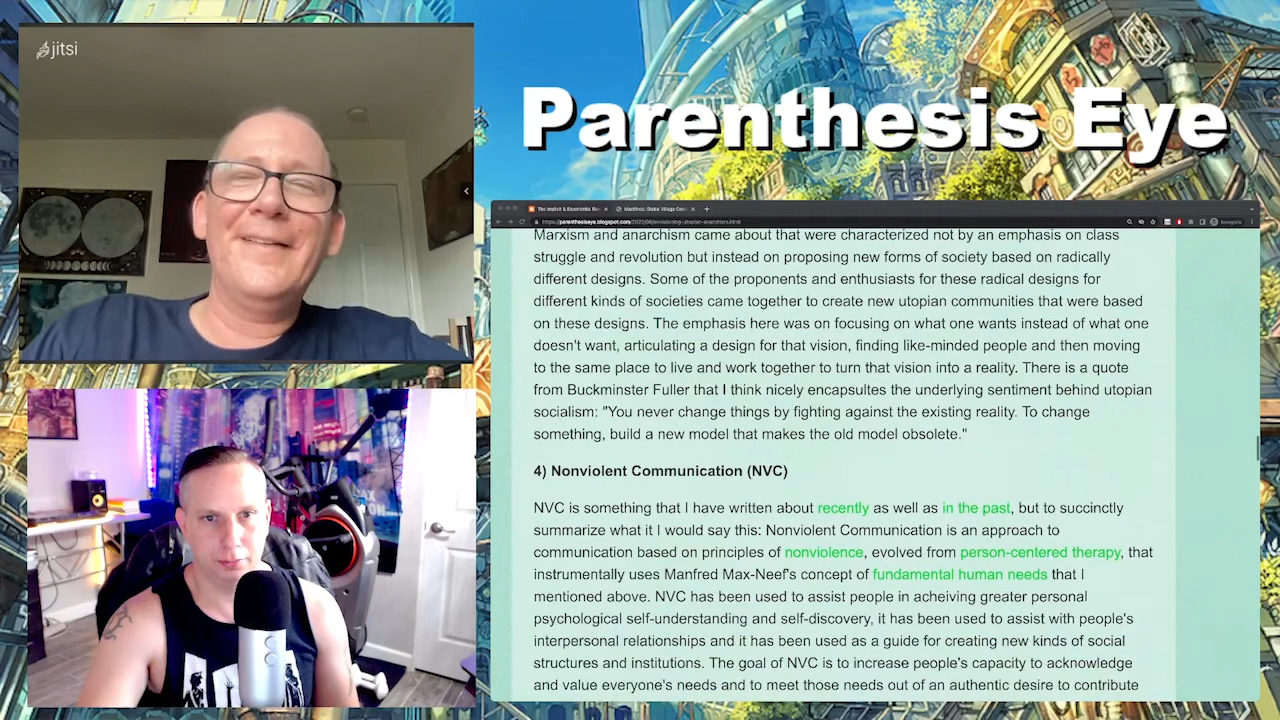 jitsi
Parenthesis Eye
https://parenthesiseye.blogspot.com/2022/06/envisioning-utopian-anarchism.html
Incognito
Marxism and anarchism came about that were characterized not by an emphasis on class
struggle and revolution but instead on proposing new forms of society based on radically
different designs. Some of the proponents and enthusiasts for these radical designs for
different kinds of societies came together to create new utopian communities that were based
on these designs. The emphasis here was on focusing on what one wants instead of what one
doesn't want, articulating a design for that vision, finding like-minded people and then moving
to the same place to live and work together to turn that vision into a reality. There is a quote
from Buckminster Fuller that I think nicely encapsultes the underlying sentiment behind utopian
socialism: "You never change things by fighting against the existing reality. To change
something, build a new model that makes the old model obsolete."
4) Nonviolent Communication (NVC)
NVC is something that I have written about recently as well as in the past, but to succinctly
summarize what it I would say this: Nonviolent Communication is an approach to
communication based on principles of nonviolence, evolved from person-centered therapy, that
instrumentally uses Manfred Max-Neef's concept of fundamental human needs that I
mentioned above. NVC has been used to assist people in acheiving greater personal
psychological self-understanding and self-discovery, it has been used to assist with people's
interpersonal relationships and it has been used as a guide for creating new kinds of social
structures and institutions. The goal of NVC is to increase people's capacity to acknowledge
and value everyone's needs and to meet those needs out of an authentic desire to contribute